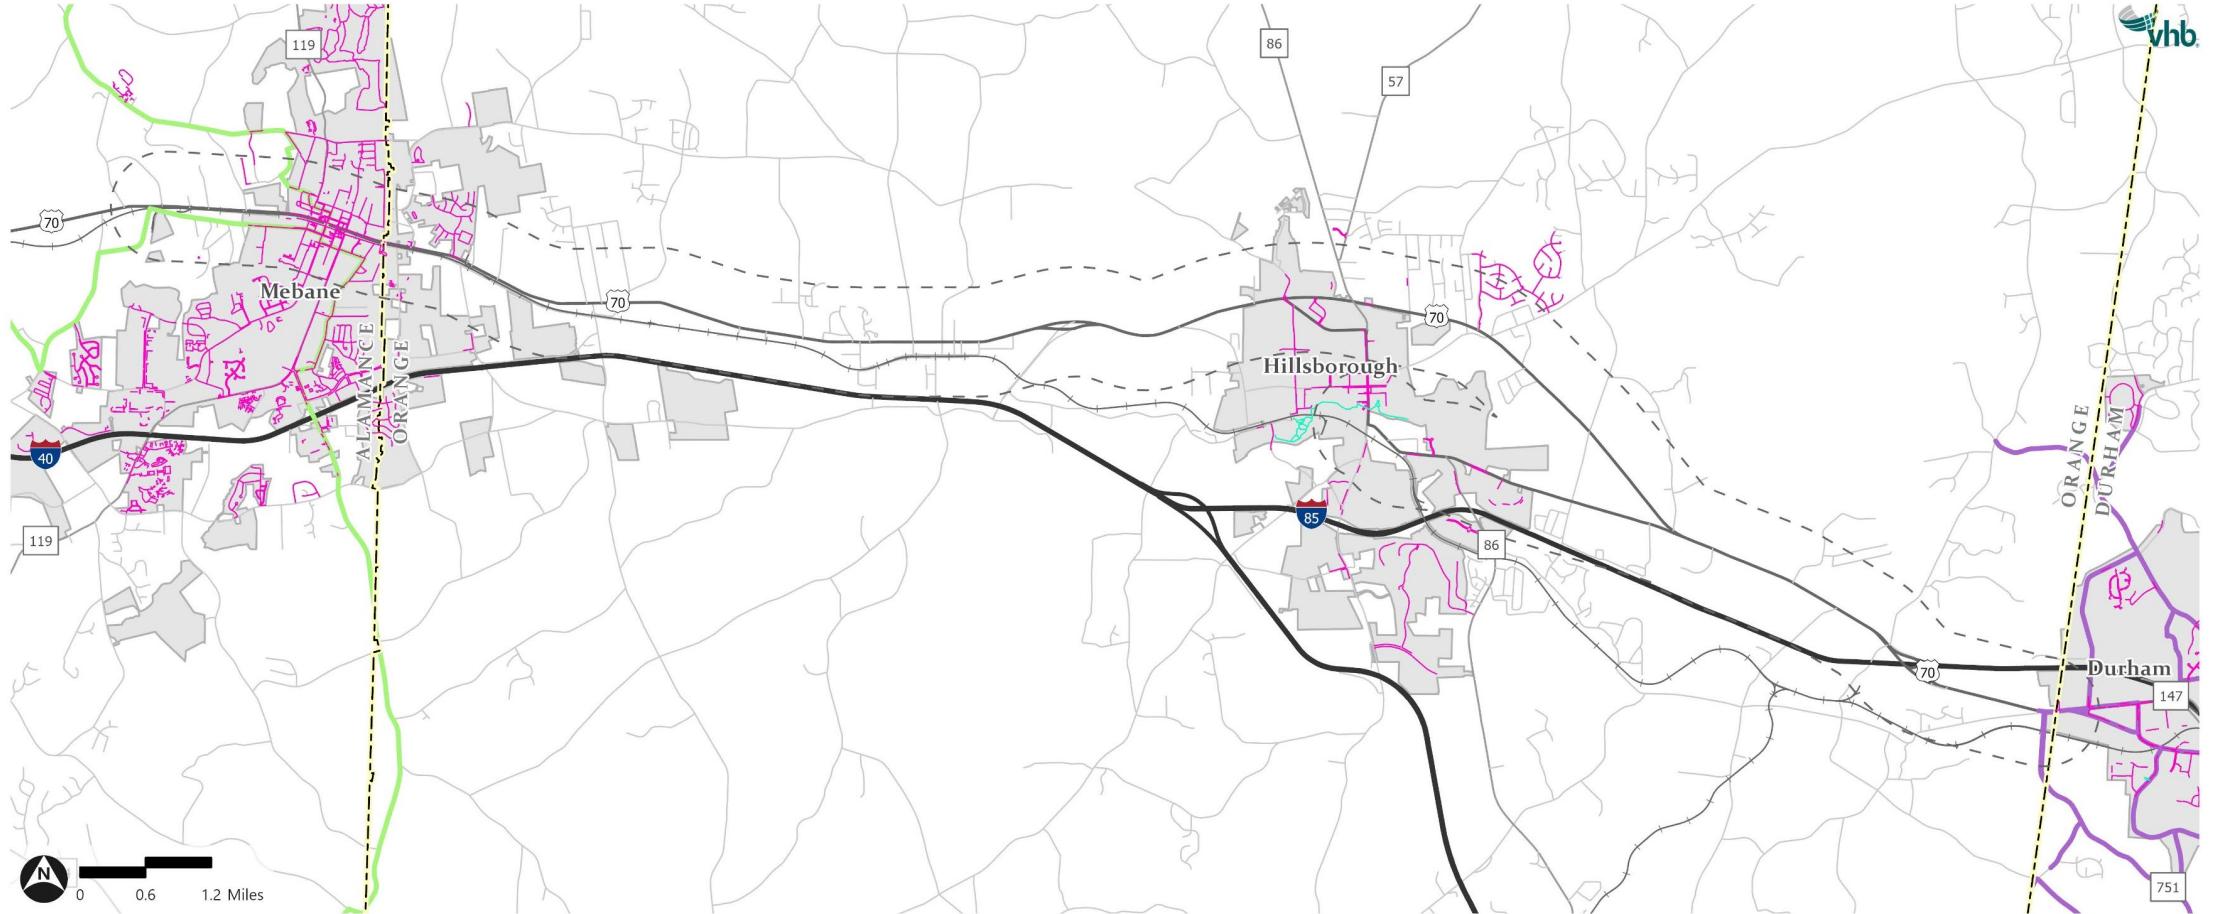 119
86
57
vhb
70
Mebane
70
70
ALAMANCE
ORANGE
Hillsborough
ORANGE
DURHAM
40
119
85
86
70
Durham
147
N
0 0.6 1.2 Miles
751